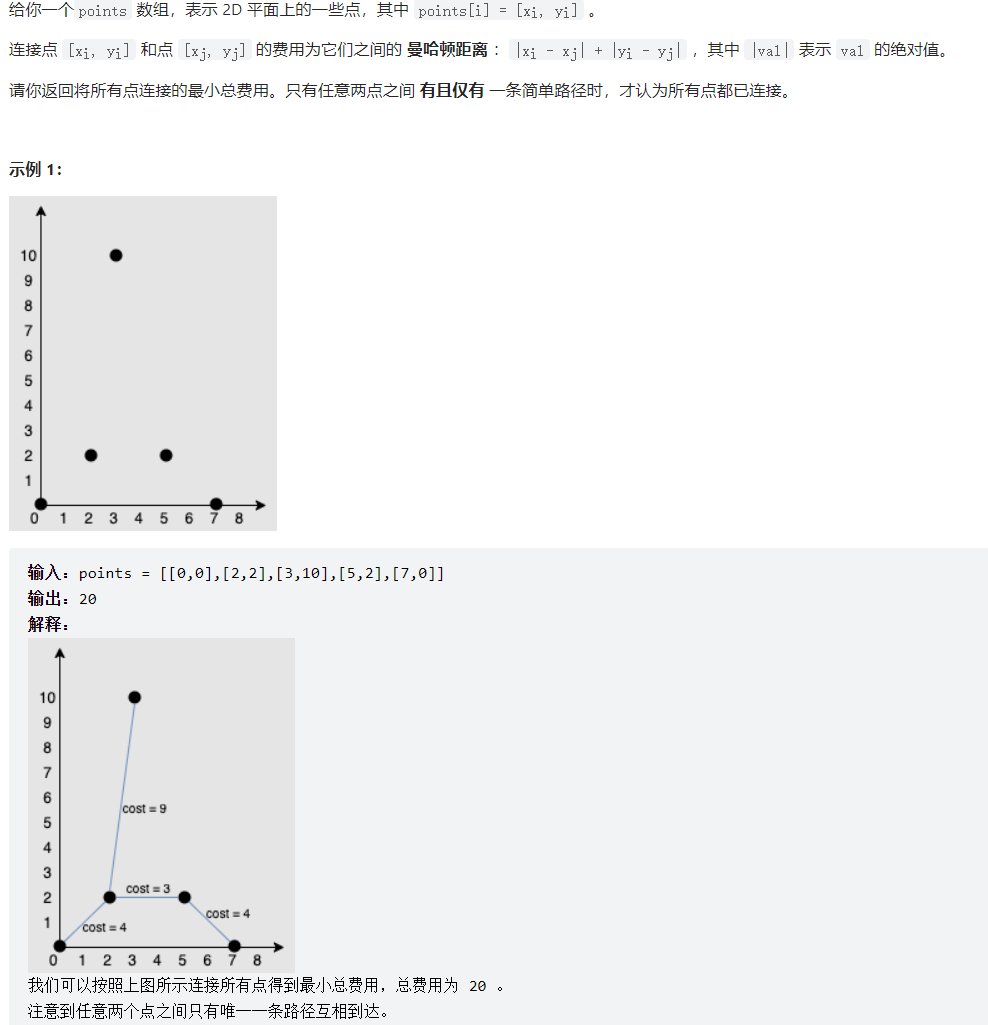 给你一个 points 数组，表示 2D 平面上的一些点，其中 points[i] = [xi, yi] 。
连接点 [xi, yi] 和点 [xj, yj] 的费用为它们之间的 曼哈顿距离 ：|xi - xj| + |yi - yj| ，其中 |val| 表示 val 的绝对值。
请你返回将所有点连接的最小总费用。只有任意两点之间 有且仅有 一条简单路径时，才认为所有点都已连接。
示例 1：
10
9
8
7
6
5
4
3
2
1
0 1 2 3 4 5 6 7 8
输入：points = [[0,0],[2,2],[3,10],[5,2],[7,0]]
输出：20
解释：
10
9
8
7
6
cost = 9
5
4
3
cost = 3
2
cost = 4
1
cost = 4
0 1 2 3 4 5 6 7 8
我们可以按照上图所示连接所有点得到最小总费用，总费用为 20 。
注意到任意两个点之间只有唯一一条路径互相到达。